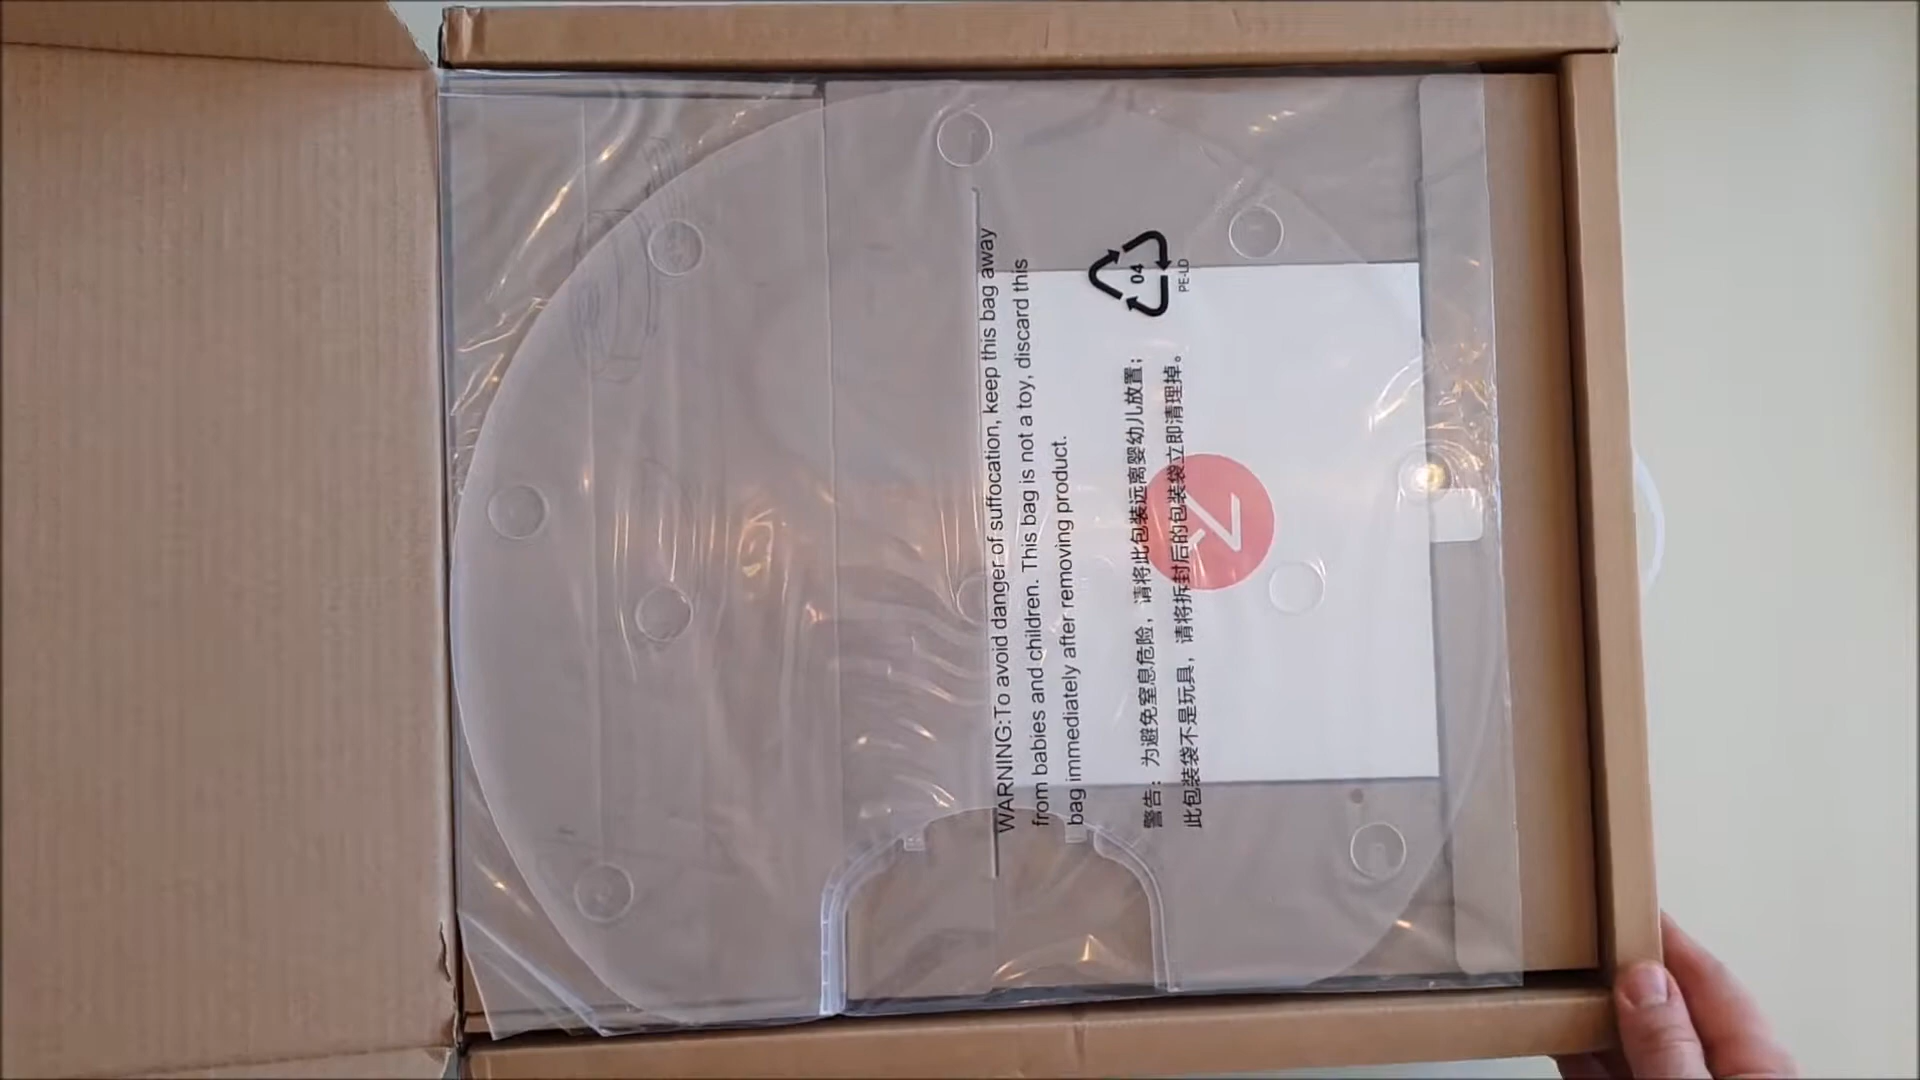 WARNING:To avoid danger of suffocation, keep this bag away
from babies and children. This bag is not a toy, discard this
bag immediately after removing product.
警告：为避免窒息危险，请将此包装远离婴幼儿放置；
此包装袋不是玩具，请将拆封后的包装袋立即清理掉。
04
PE-LD